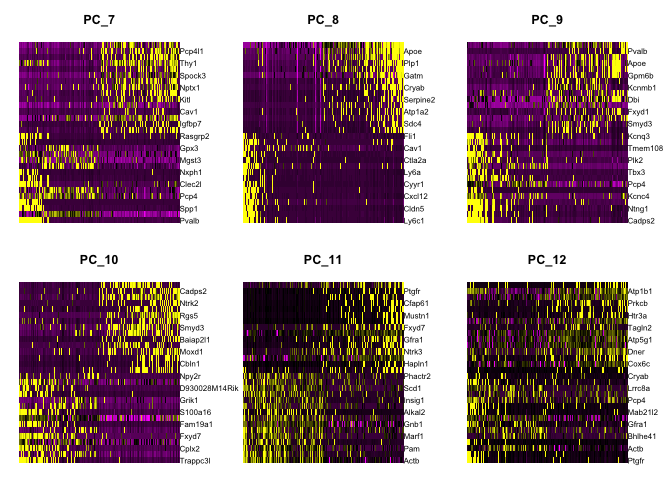 PC_7
Pcp4l1
Thy1
Spock3
Nptx1
Kitl
Cav1
Igfbp7
Rasgrp2
Gpx3
Mgst3
Nxph1
Clec2l
Pcp4
Spp1
Pvalb
PC_8
Apoe
Plp1
Gatm
Cryab
Serpine2
Atp1a2
Sdc4
Fli1
Cav1
Ctla2a
Ly6a
Cyyr1
Cxcl12
Cldn5
Ly6c1
PC_9
Pvalb
Apoe
Gpm6b
Kcnmb1
Dbi
Fxyd1
Smyd3
Kcnq3
Tmem108
Plk2
Tbx3
Pcp4
Kcnc4
Ntng1
Cadps2
PC_10
Cadps2
Ntrk2
Rgs5
Smyd3
Baiap2l1
Moxd1
Cbln1
Npy2r
D930028M14Rik
Grik1
S100a16
Fam19a1
Fxyd7
Cplx2
Trappc3l
PC_11
Ptgfr
Cfap61
Mustn1
Fxyd7
Gfra1
Ntrk3
Hapln1
Phactr2
Scd1
Insig1
Alkal2
Gnb1
Marf1
Pam
Actb
PC_12
Atp1b1
Prkcb
Htr3a
Tagln2
Atp5g1
Dner
Cox6c
Cryab
Lrrc8a
Pcp4
Mab21l2
Gfra1
Bhlhe41
Actb
Ptgfr